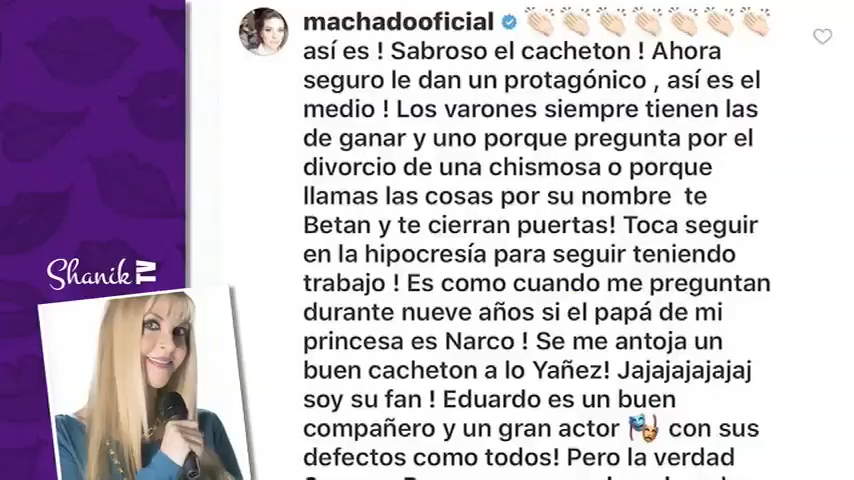 machadooficial 👏🏻👏🏻👏🏻👏🏻👏🏻👏🏻👏🏻
así es ! Sabroso el cacheton ! Ahora
seguro le dan un protagónico , así es el
medio ! Los varones siempre tienen las
de ganar y uno porque pregunta por el
divorcio de una chismosa o porque
llamas las cosas por su nombre te
Betan y te cierran puertas! Toca seguir
en la hipocresía para seguir teniendo
trabajo ! Es como cuando me preguntan
durante nueve años si el papá de mi
princesa es Narco ! Se me antoja un
buen cacheton a lo Yañez! Jajajajajajaj
soy su fan ! Eduardo es un buen
compañero y un gran actor 🎭 con sus
defectos como todos! Pero la verdad
Shanik TV